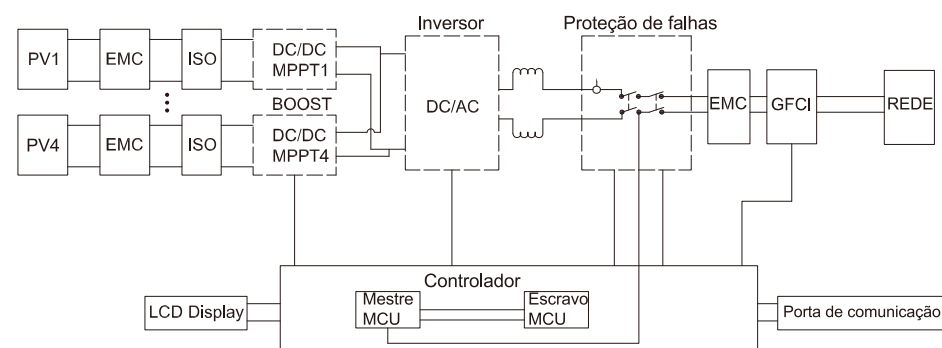 Inversor
Proteção de falhas
PV1
EMC
ISO
DC/DC
MPPT1
BOOST
DC/AC
EMC
GFCI
REDE
PV4
EMC
ISO
DC/DC
MPPT4
Controlador
LCD Display
Mestre
MCU
Escravo
MCU
Porta de comunicação